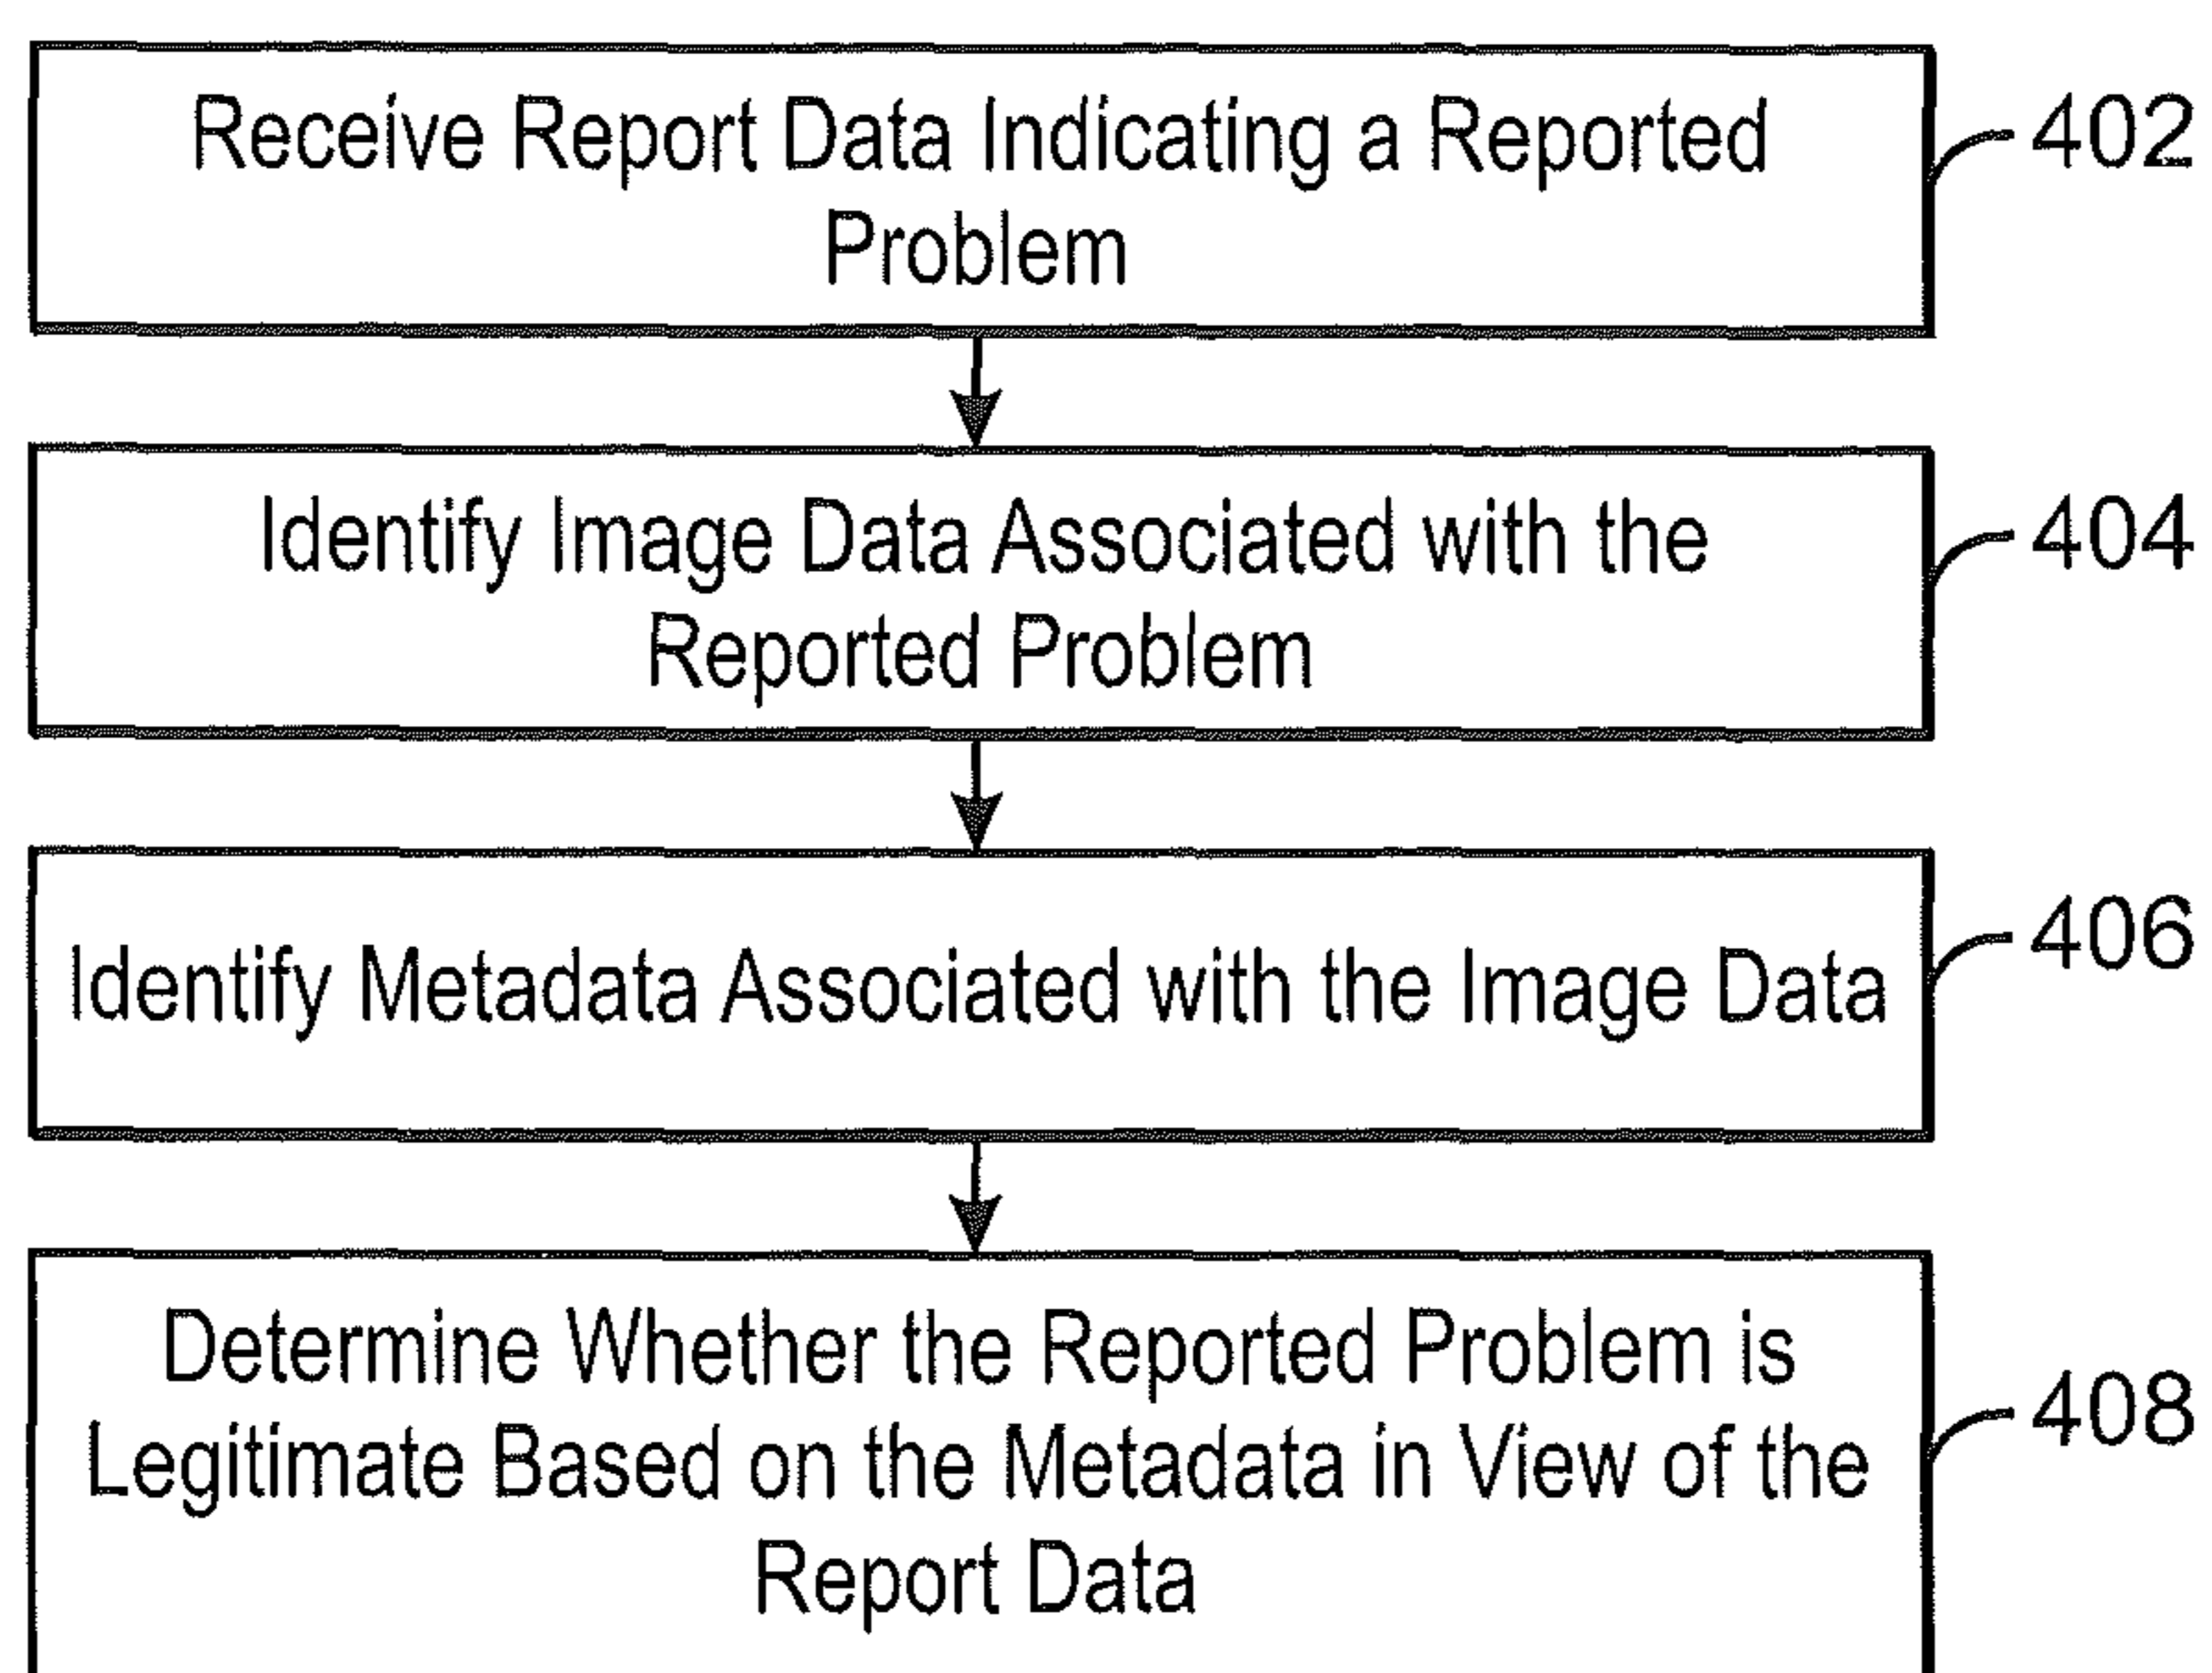 Receive Report Data Indicating a Reported
Problem
402
Identify Image Data Associated with the
Reported Problem
404
Identify Metadata Associated with the Image Data
406
Determine Whether the Reported Problem is
Legitimate Based on the Metadata in View of the
Report Data
408